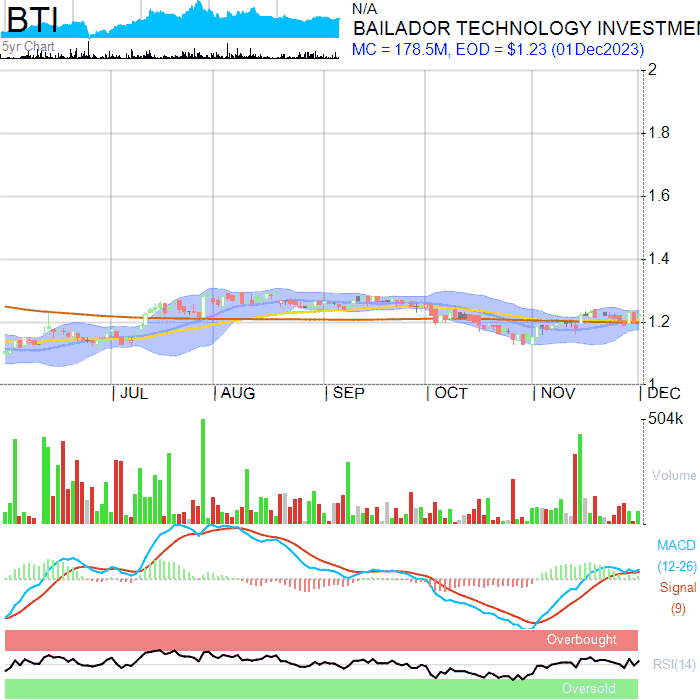 BTI
5yr Chart
N/A
BAILADOR TECHNOLOGY INVESTMEN
MC = 178.5M, EOD = $1.23 (01Dec2023)
2
1.8
1.6
1.4
1.2
1
| JUL | AUG | SEP | OCT | NOV | DEC
504k
Volume
MACD
(12-26)
Signal
(9)
Overbought
RSI(14)
Oversold